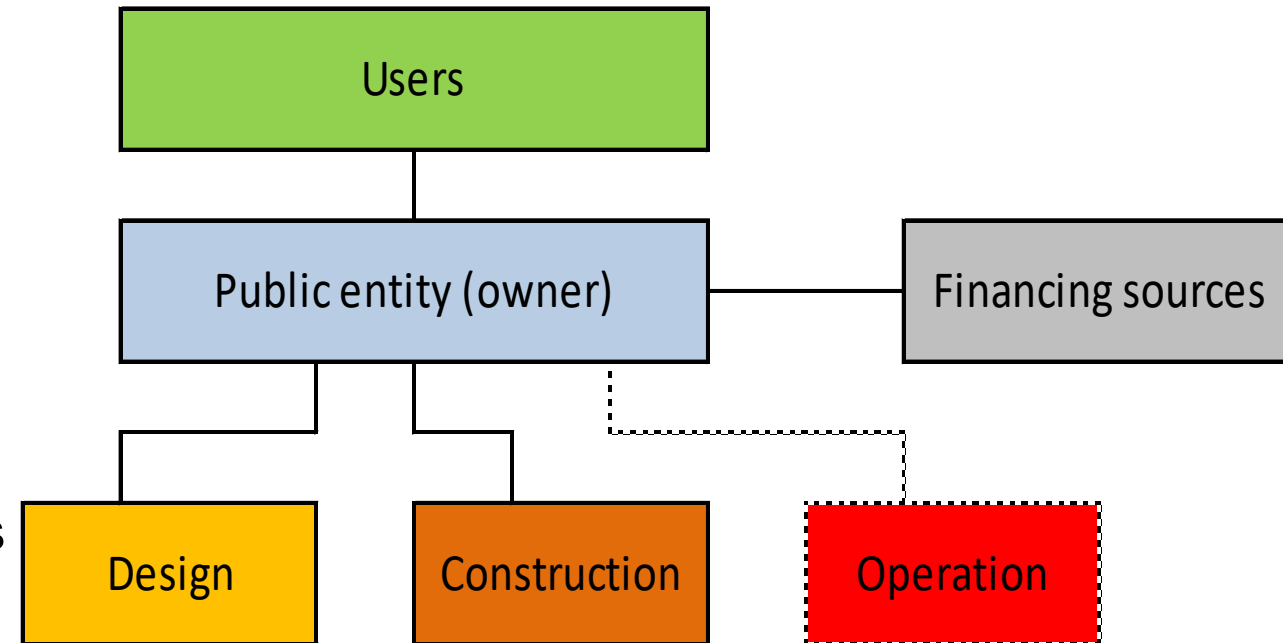 Users
Public entity (owner)
Financing sources
s
Design
Construction
Operation